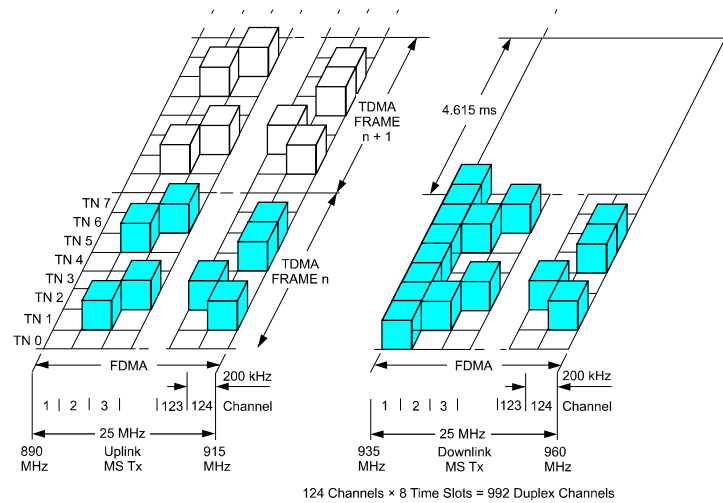 TDMA
FRAME
n + 1
4.615 ms
TN 7
TN 6
TN 5
TN 4
TN 3
TN 2
TN 1
TN 0
TDMA
FRAME n
FDMA
FDMA
200 kHz
200 kHz
1 2 3 123 124 Channel
1 2 3 123 124 Channel
25 MHz
25 MHz
890
MHz
Uplink
MS Tx
915
MHz
935
MHz
Downlink
MS Tx
960
MHz
124 Channels × 8 Time Slots = 992 Duplex Channels